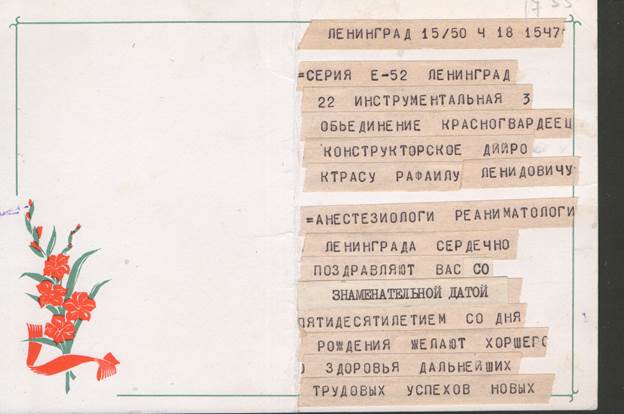 ЛЕНИНГРАД 15/50 Ч 18 1547
=СЕРИЯ Е-52 ЛЕНИНГРАД
22 ИНСТРУМЕНТАЛЬНАЯ 3
ОБЬЕДИНЕНИЕ КРАСНОГВАРДЕЕЦ
КОНСТРУКТОРСКОЕ ДИЙРО
КТРАСУ РАФАИЛУ ЛЕНИДОВИЧУ
=АНЕСТЕЗИОЛОГИ РЕАНИМАТОЛОГИ
ЛЕНИНГРАДА СЕРДЕЧНО
ПОЗДРАВЛЯЮТ ВАС СО
ЗНАМЕНАТЕЛЬНОЙ ДАТОЙ
ПЯТИДЕСЯТИЛЕТИЕМ СО ДНЯ
РОЖДЕНИЯ ЖЕЛАЮТ ХОРШЕГО
ЗДОРОВЬЯ ДАЛЬНЕЙШИХ
ТРУДОВЫХ УСПЕХОВ НОВЫХ